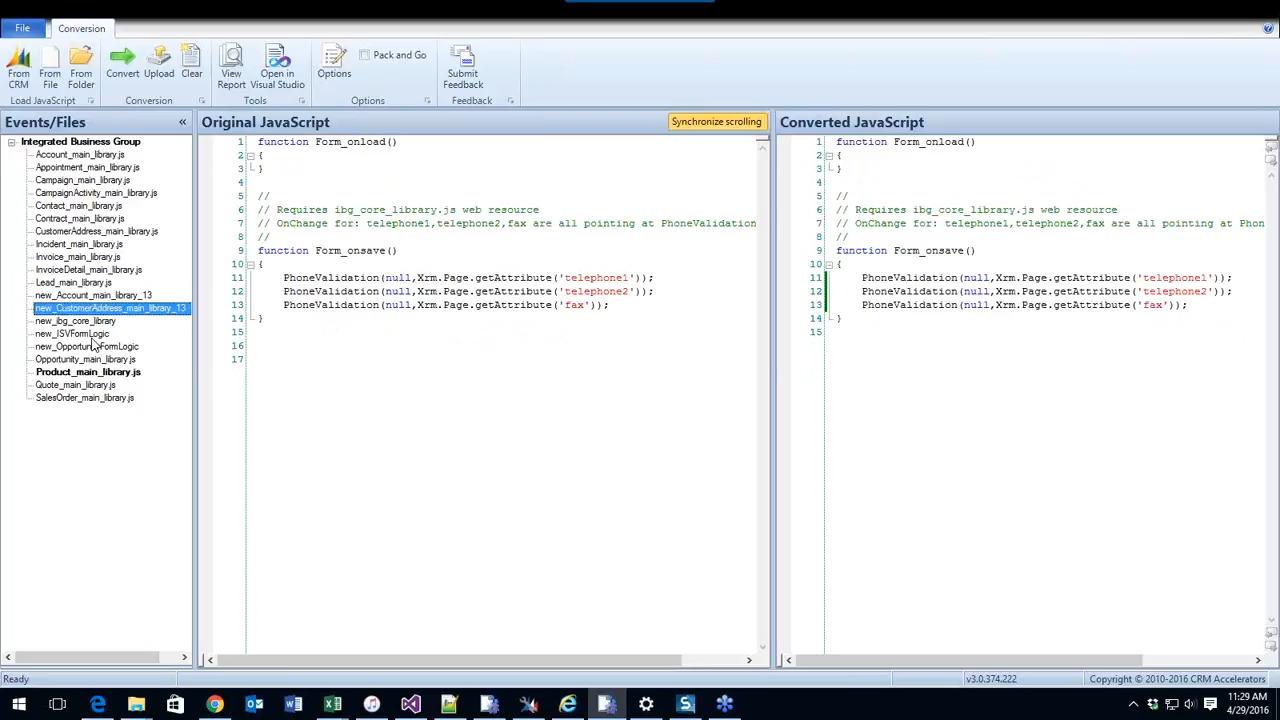 File Conversion
From CRM
From File
From Folder
Convert
Upload
Clear
View Report
Open in Visual Studio
Options
Pack and Go
Submit Feedback
Load JavaScript
Conversion
Tools
Options
Feedback
Events/Files «
Integrated Business Group
Account_main_library.js
Appointment_main_library.js
Campaign_main_library.js
CampaignActivity_main_library.js
Contact_main_library.js
Contract_main_library.js
CustomerAddress_main_library.js
Incident_main_library.js
Invoice_main_library.js
InvoiceDetail_main_library.js
Lead_main_library.js
new_Account_main_library_13
new_CustomerAddress_main_library_13
new_ibg_core_library
new_ISVFormLogic
new_OpportunityFormLogic
Opportunity_main_library.js
Product_main_library.js
Quote_main_library.js
SalesOrder_main_library.js
Original JavaScript Synchronize scrolling
1 function Form_onload()
2 {
3 }
4
5 //
6 // Requires ibg_core_library.js web resource
7 // OnChange for: telephone1,telephone2,fax are all pointing at PhoneValidation
8 //
9 function Form_onsave()
10 {
11 PhoneValidation(null,Xrm.Page.getAttribute('telephone1'));
12 PhoneValidation(null,Xrm.Page.getAttribute('telephone2'));
13 PhoneValidation(null,Xrm.Page.getAttribute('fax'));
14 }
15
16
17
Converted JavaScript
1 function Form_onload()
2 {
3 }
4
5 //
6 // Requires ibg_core_library.js web resource
7 // OnChange for: telephone1,telephone2,fax are all pointing at Phon
8 //
9 function Form_onsave()
10 {
11 PhoneValidation(null,Xrm.Page.getAttribute('telephone1'));
12 PhoneValidation(null,Xrm.Page.getAttribute('telephone2'));
13 PhoneValidation(null,Xrm.Page.getAttribute('fax'));
14 }
15
Ready v3.0.374.222 Copyright © 2010-2016 CRM Accelerators
11:29 AM
4/29/2016